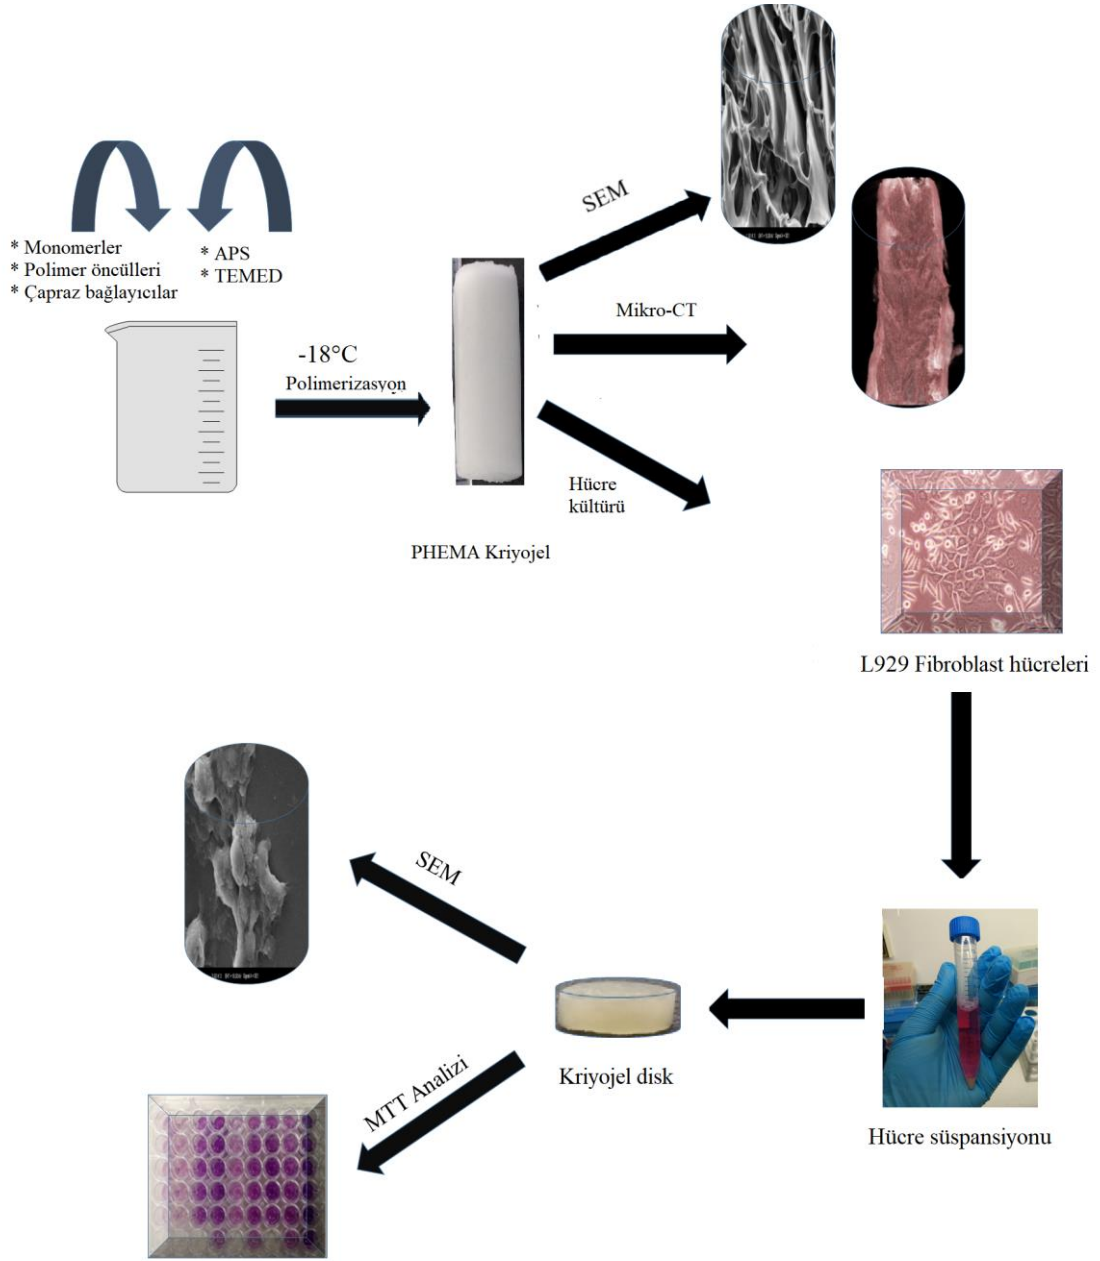 * Monomerler
* Polimer öncülleri
* Çapraz bağlayıcılar
* APS
* TEMED
-18°C
Polimerizasyon
PHEMA Kriyojel
SEM
Mikro-CT
Hücre
kültürü
L929 Fibroblast hücreleri
Hücre süspansiyonu
Kriyojel disk
SEM
MTT Analizi